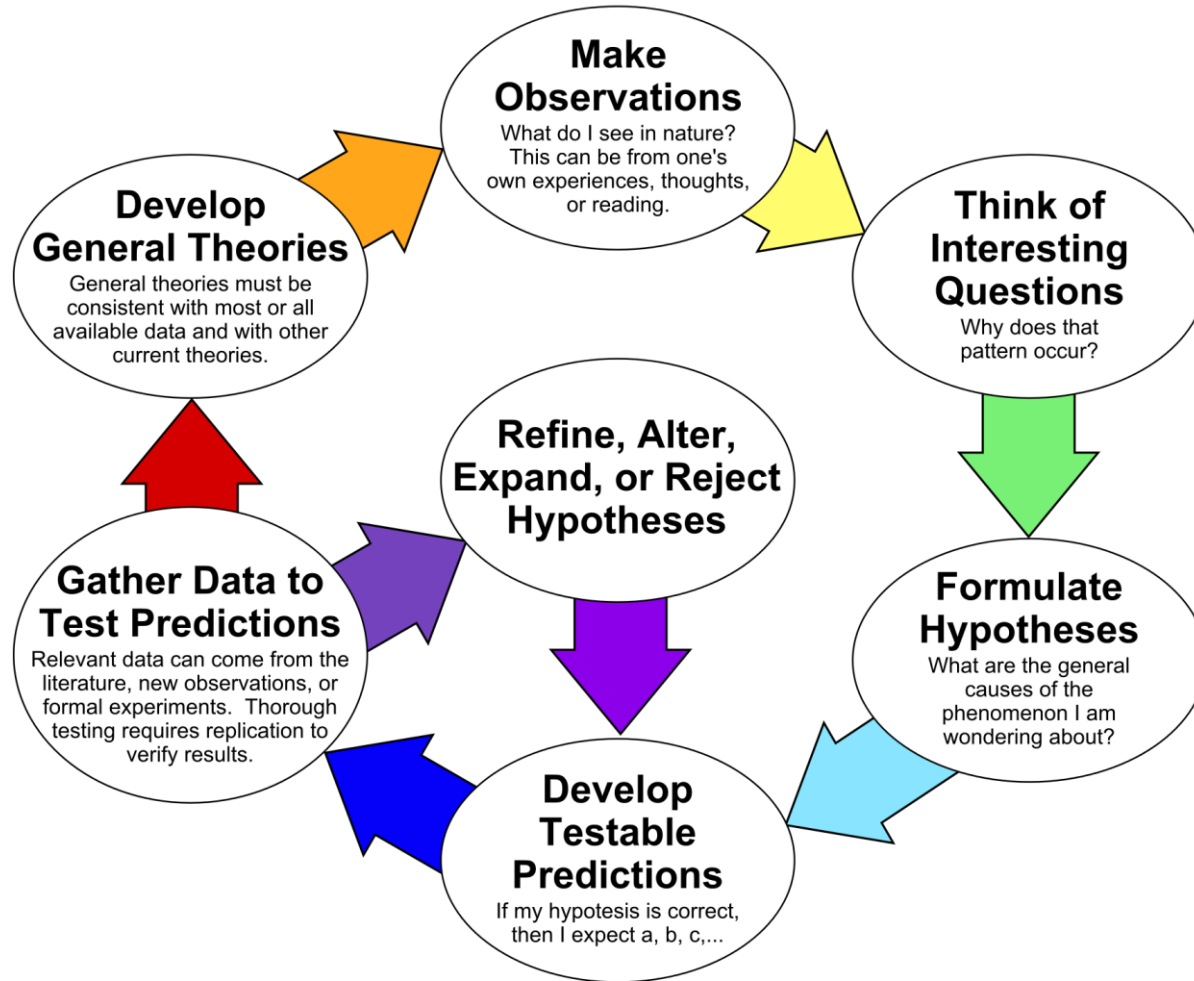 Make
Observations
What do I see in nature?
This can be from one's
own experiences, thoughts,
or reading.
Think of
Interesting
Questions
Why does that
pattern occur?
Formulate
Hypotheses
What are the general
causes of the
phenomenon I am
wondering about?
Develop
Testable
Predictions
If my hypotesis is correct,
then I expect a, b, c,...
Gather Data to
Test Predictions
Relevant data can come from the
literature, new observations, or
formal experiments.  Thorough
testing requires replication to
verify results.
Refine, Alter,
Expand, or Reject
Hypotheses
Develop
General Theories
General theories must be
consistent with most or all
available data and with other
current theories.